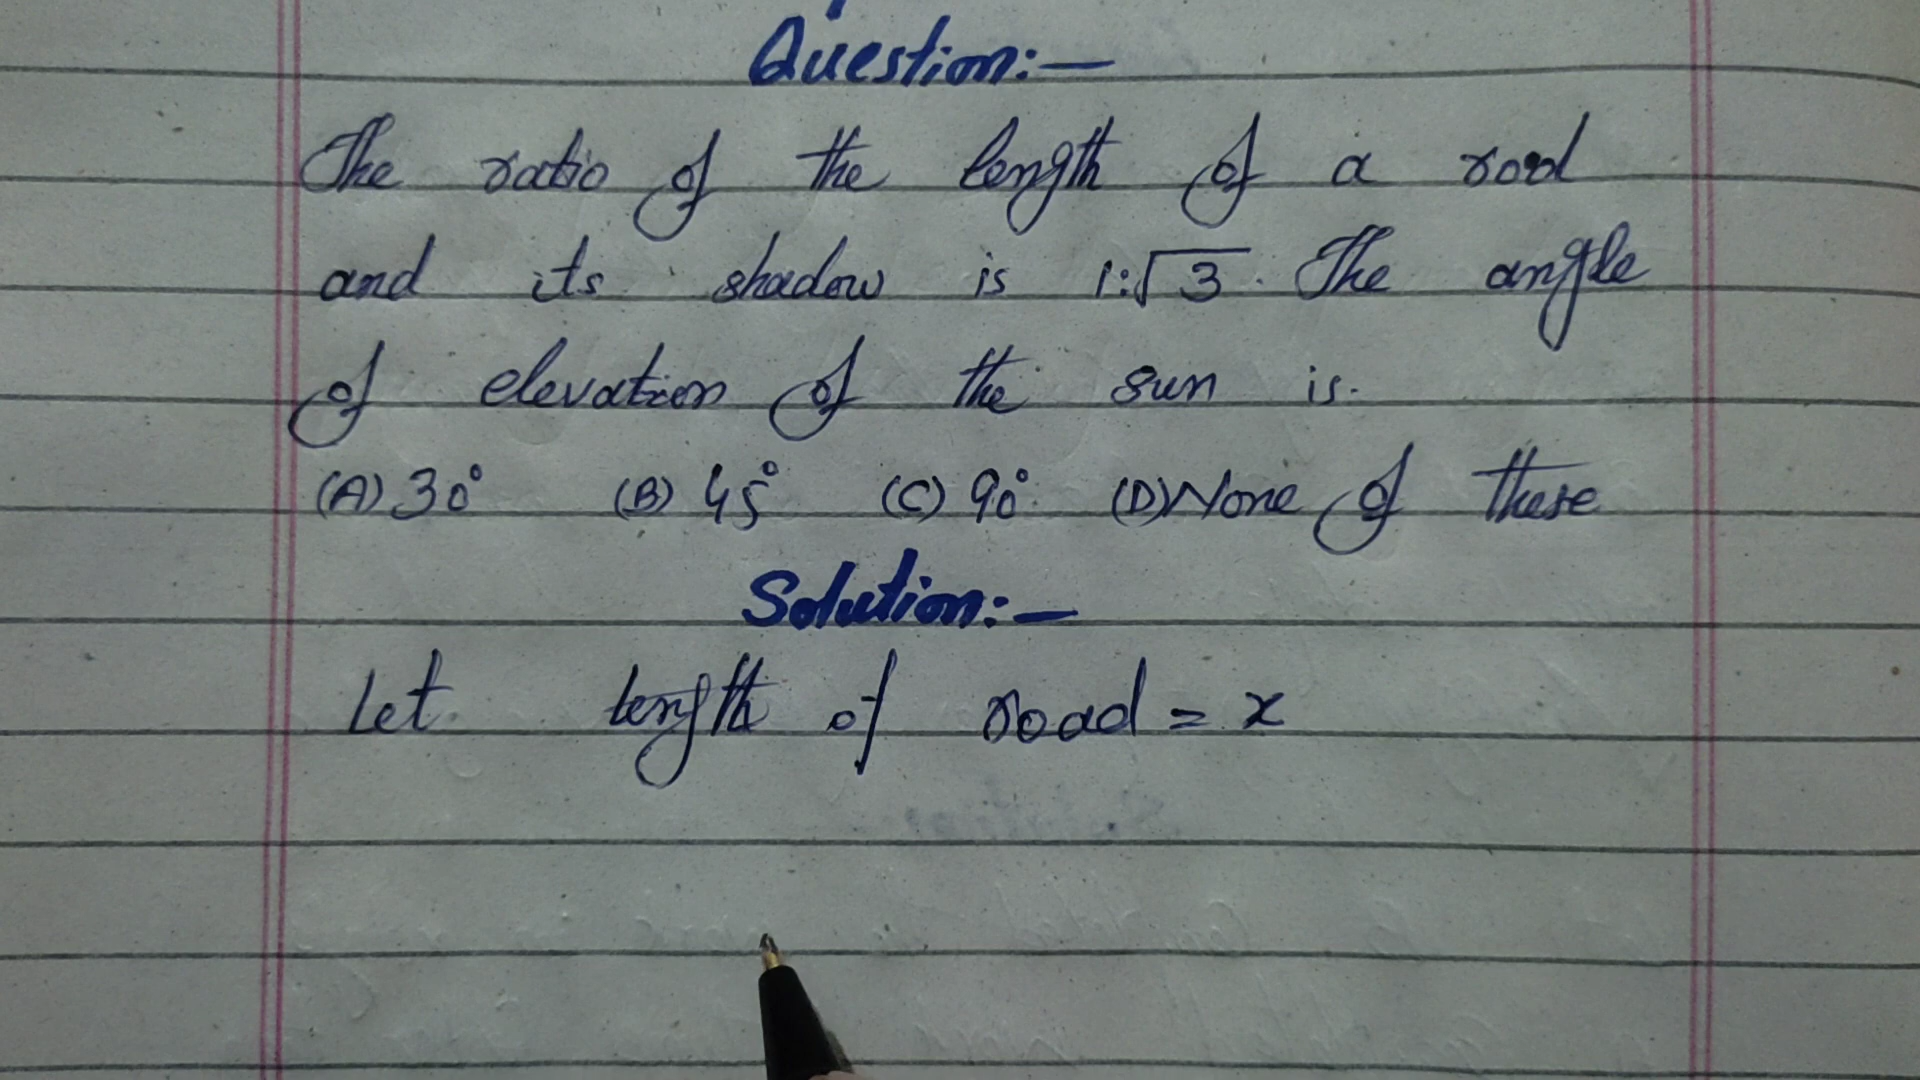 Question:-
The ratio of the length of a rod
and its shadow is 1:√3. The angle
of elevation of the sun is.
(A) 30° (B) 45° (C) 90° (D) None of these
Solution:-
Let length of road = x